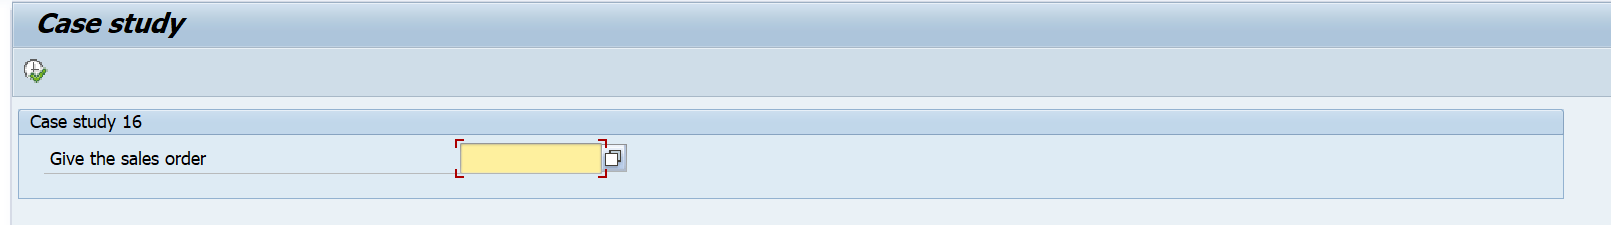 Case study
Case study 16
Give the sales order